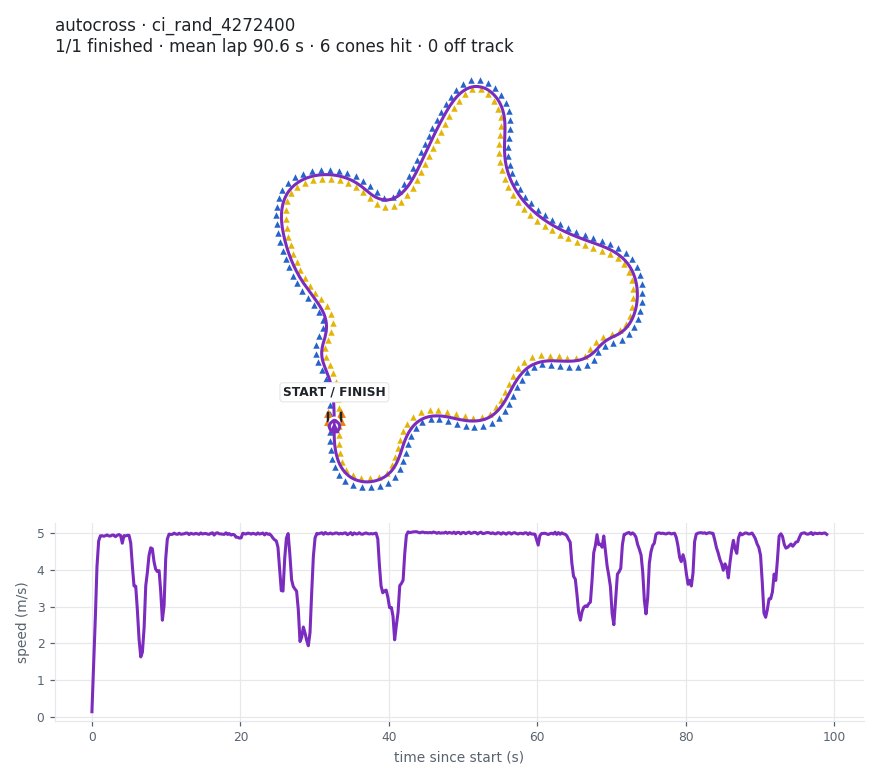 autocross · ci_rand_4272400
1/1 finished · mean lap 90.6 s · 6 cones hit · 0 off track
START / FINISH
5
4
3
2
1
0
speed (m/s)
0 20 40 60 80 100
time since start (s)